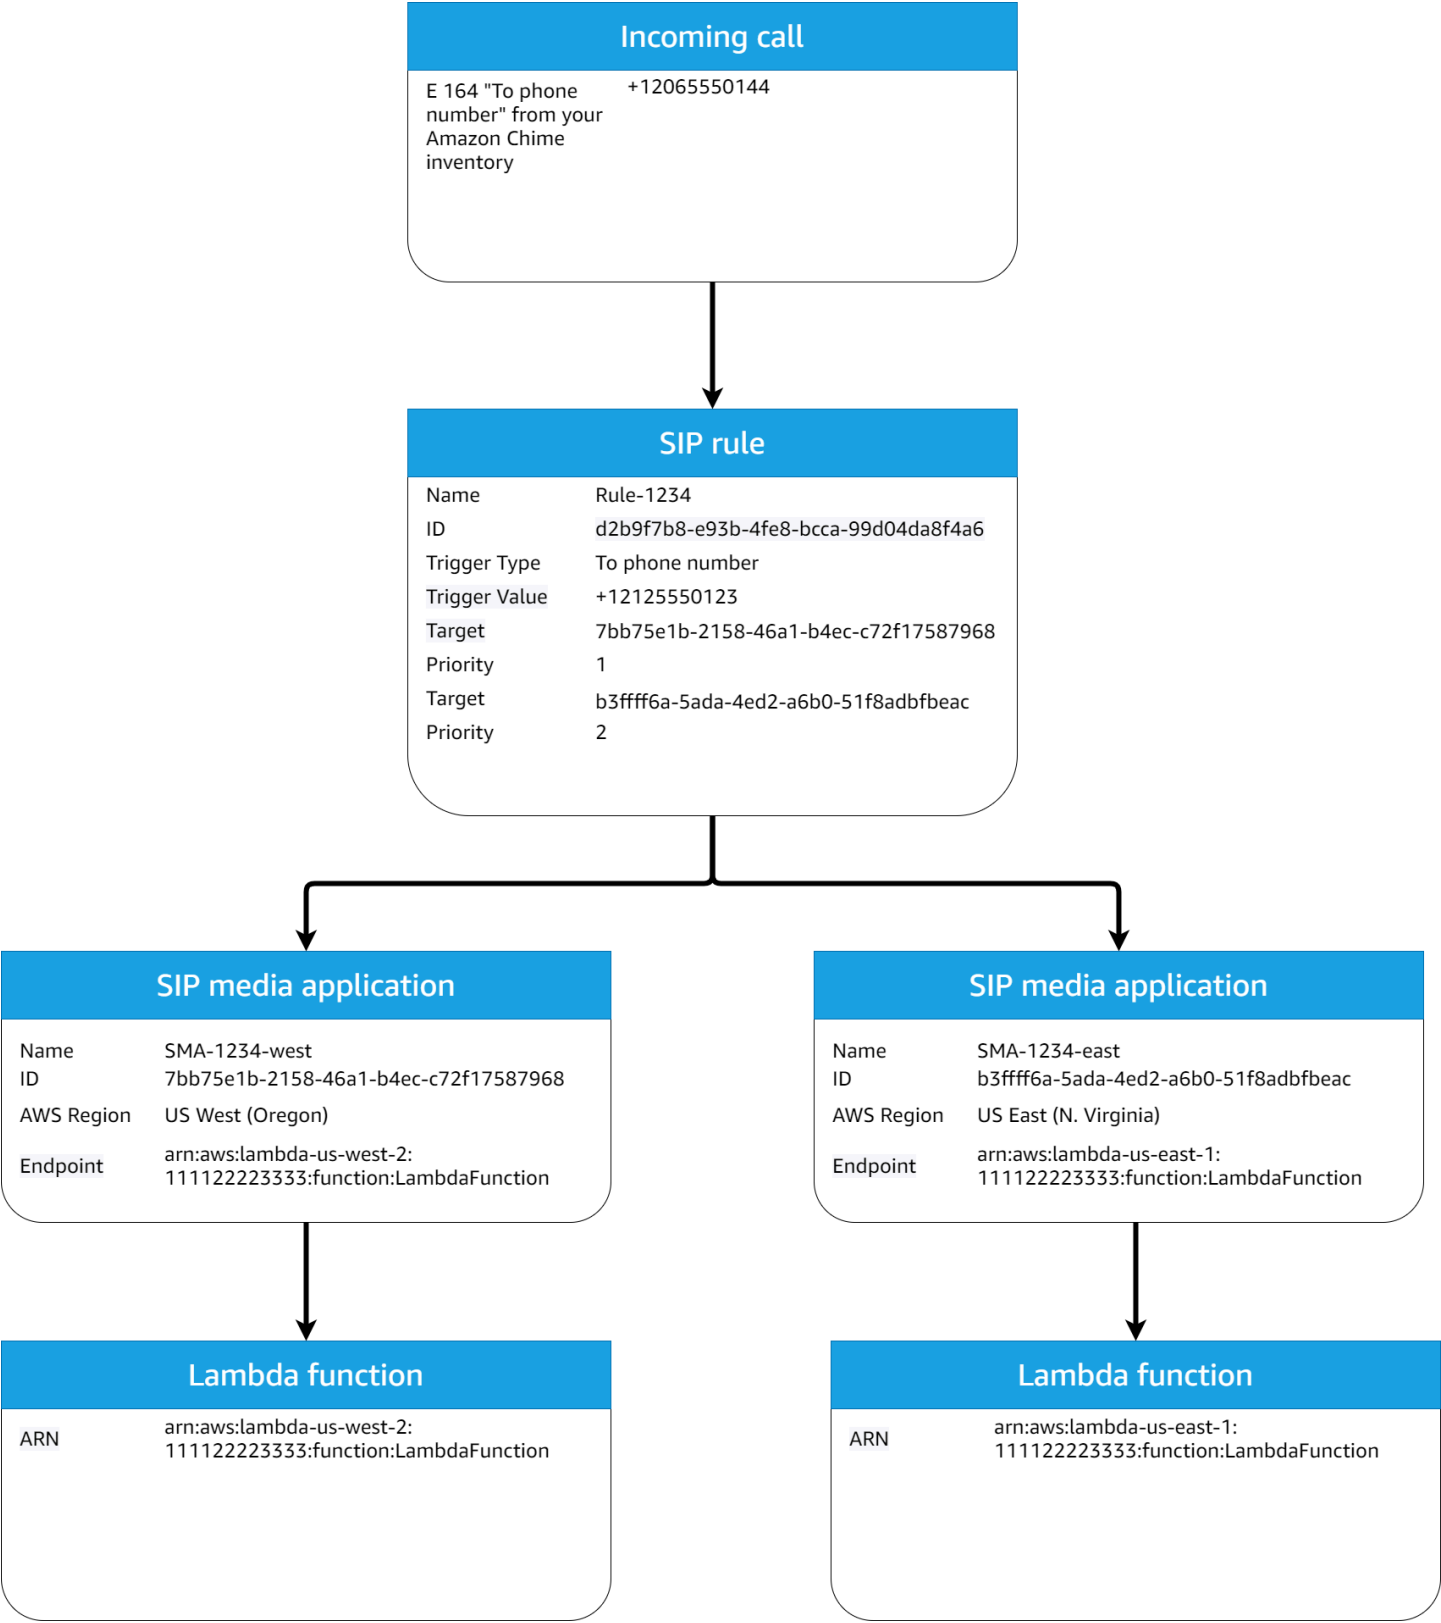 Incoming call
E 164 "To phone
number" from your
Amazon Chime
inventory
+12065550144
SIP rule
Name Rule-1234
ID d2b9f7b8-e93b-4fe8-bcca-99d04da8f4a6
Trigger Type To phone number
Trigger Value +12125550123
Target 7bb75e1b-2158-46a1-b4ec-c72f17587968
Priority 1
Target b3ffff6a-5ada-4ed2-a6b0-51f8adbfbeac
Priority 2
SIP media application
Name SMA-1234-west
ID 7bb75e1b-2158-46a1-b4ec-c72f17587968
AWS Region US West (Oregon)
Endpoint arn:aws:lambda-us-west-2:
111122223333:function:LambdaFunction
SIP media application
Name SMA-1234-east
ID b3ffff6a-5ada-4ed2-a6b0-51f8adbfbeac
AWS Region US East (N. Virginia)
Endpoint arn:aws:lambda-us-east-1:
111122223333:function:LambdaFunction
Lambda function
ARN arn:aws:lambda-us-west-2:
111122223333:function:LambdaFunction
Lambda function
ARN arn:aws:lambda-us-east-1:
111122223333:function:LambdaFunction